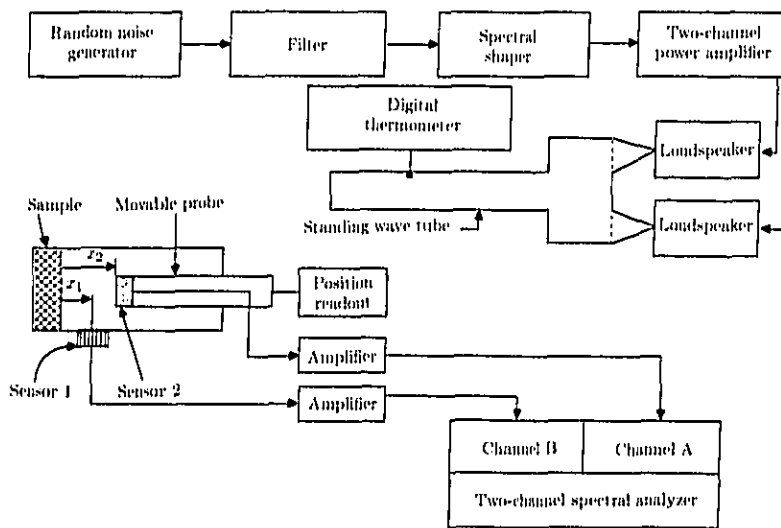 Random noise
generator
Filter
Spectral
shaper
Two-channel
power amplifier
Digital
thermometer
Loudspeaker
Standing wave tube
Loudspeaker
Sample
Movable probe
x2
x1
Position
readout
Sensor 1
Sensor 2
Amplifier
Amplifier
Channel B
Channel A
Two-channel spectral analyzer